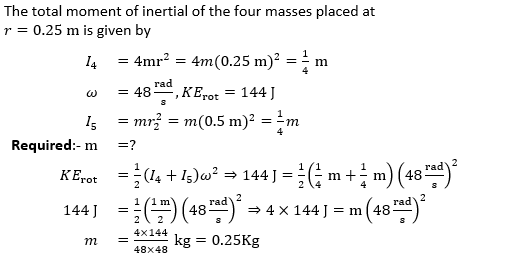 The total moment of inertial of the four masses placed at
r = 0.25 m is given by
I₄ = 4mr² = 4m(0.25 m)² = 1/4 m
ω = 48 rad/s, KE_rot = 144 J
I₅ = mr₂² = m(0.5 m)² = 1/4 m
Required:- m =?
KE_rot = 1/2 (I₄ + I₅)ω² ⇒ 144 J = 1/2 (1/4 m + 1/4 m) (48 rad/s)²
144 J = 1/2 (1 m/2) (48 rad/s)² ⇒ 4 × 144 J = m (48 rad/s)²
m = 4×144/48×48 kg = 0.25Kg